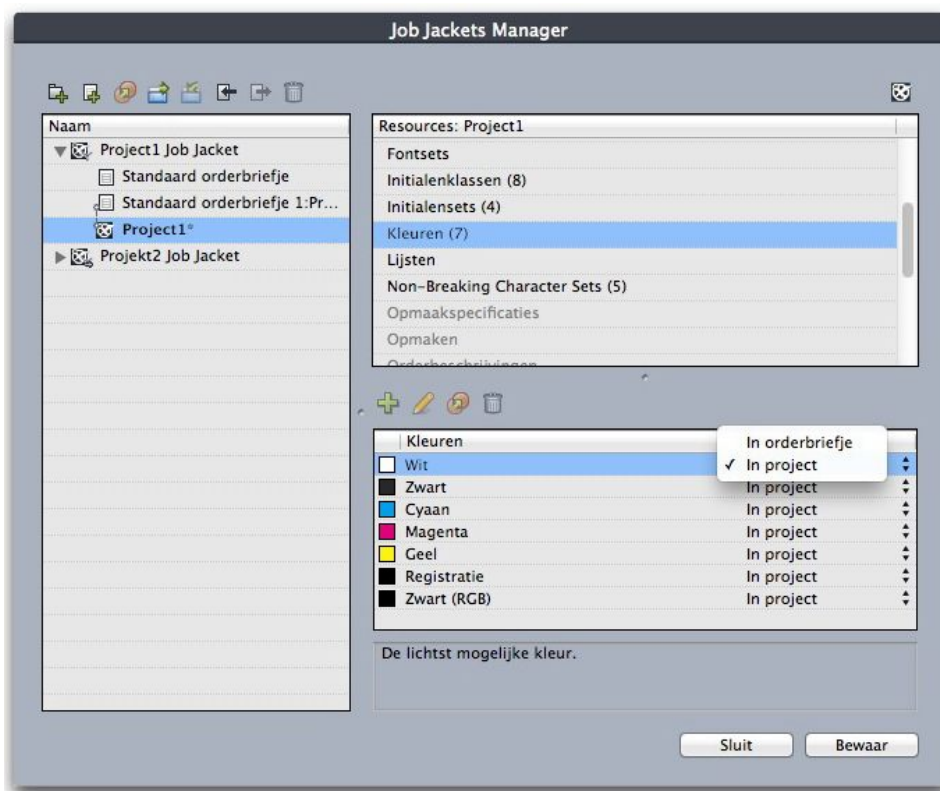 Job Jackets Manager
Naam
Project1 Job Jacket
Standaard orderbriefje
Standaard orderbriefje 1:Pr...
Project1*
Projekt2 Job Jacket
Resources: Project1
Fontsets
Initialenklassen (8)
Initialensets (4)
Kleuren (7)
Lijsten
Non-Breaking Character Sets (5)
Opmaakspecificaties
Opmaken
Orderbeschrijvingen
Kleuren
In orderbriefje
Wit ✓ In project
Zwart In project
Cyaan In project
Magenta In project
Geel In project
Registratie In project
Zwart (RGB) In project
De lichtst mogelijke kleur.
Sluit Bewaar